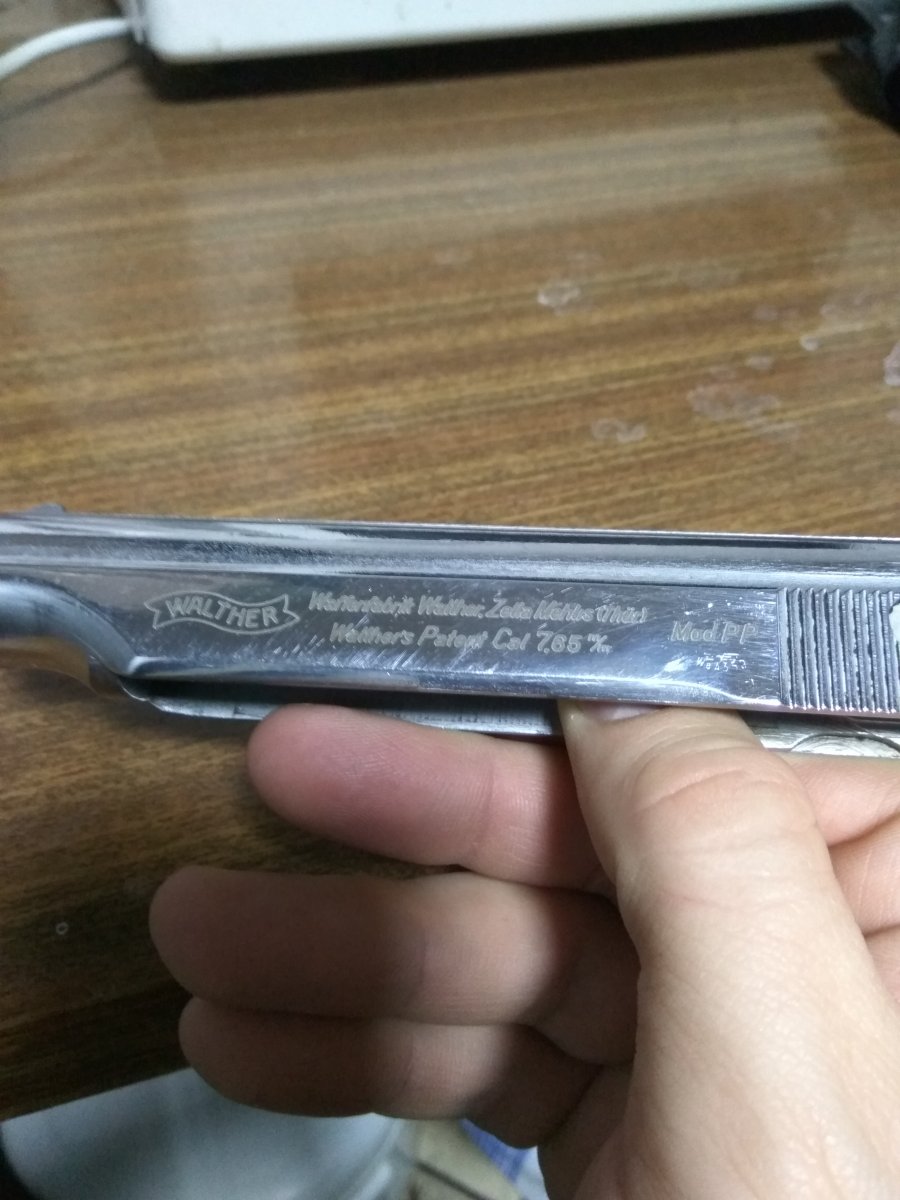 WALTHER
Waffenfabrik Walther, Zella-Mehlis (Thür.)
Walther's Patent Cal 7,65 m/m
Mod. PP